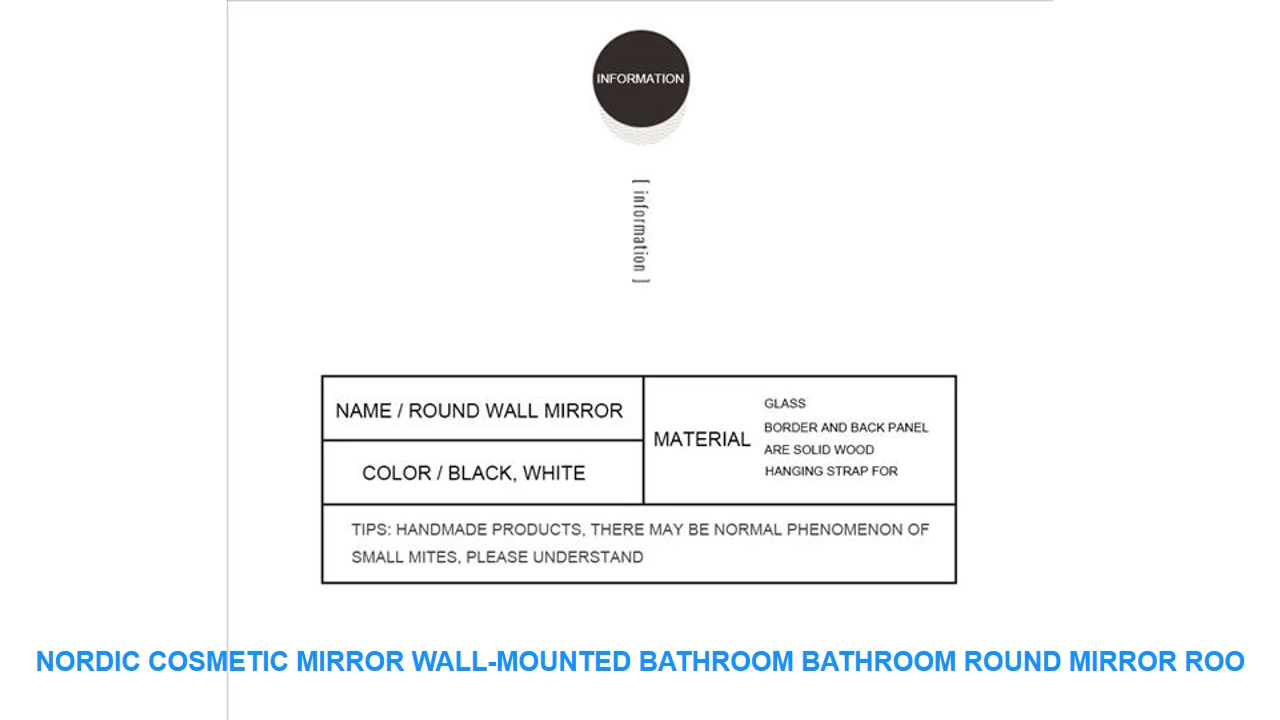 INFORMATION
[ information ]
NAME / ROUND WALL MIRROR
COLOR / BLACK, WHITE
MATERIAL
GLASS
BORDER AND BACK PANEL
ARE SOLID WOOD
HANGING STRAP FOR
TIPS: HANDMADE PRODUCTS, THERE MAY BE NORMAL PHENOMENON OF
SMALL MITES, PLEASE UNDERSTAND
NORDIC COSMETIC MIRROR WALL-MOUNTED BATHROOM BATHROOM ROUND MIRROR ROO